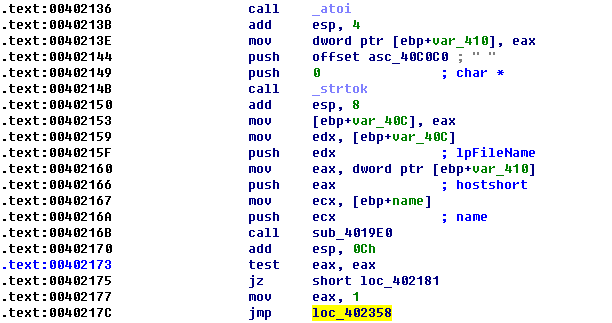 .text:00402136 call _atoi
.text:0040213B add esp, 4
.text:0040213E mov dword ptr [ebp+var_410], eax
.text:00402144 push offset asc_40C0C0 ; " "
.text:00402149 push 0 ; char *
.text:0040214B call _strtok
.text:00402150 add esp, 8
.text:00402153 mov [ebp+var_40C], eax
.text:00402159 mov edx, [ebp+var_40C]
.text:0040215F push edx ; lpFileName
.text:00402160 mov eax, dword ptr [ebp+var_410]
.text:00402166 push eax ; hostshort
.text:00402167 mov ecx, [ebp+name]
.text:0040216A push ecx ; name
.text:0040216B call sub_4019E0
.text:00402170 add esp, 0Ch
.text:00402173 test eax, eax
.text:00402175 jz short loc_402181
.text:00402177 mov eax, 1
.text:0040217C jmp loc_402358